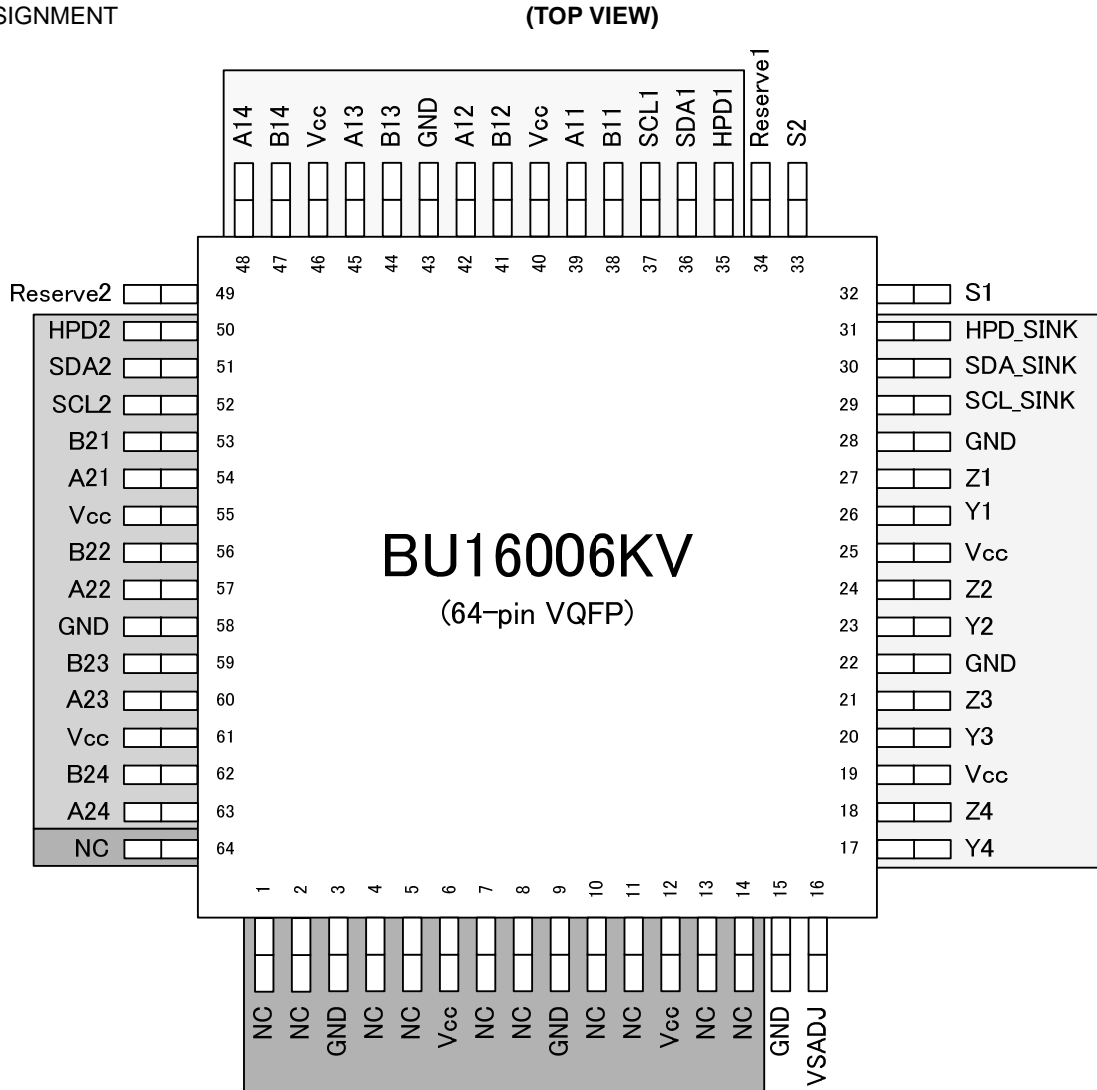 SIGNMENT
(TOP VIEW)
A14 B14 Vcc A13 B13 GND A12 B12 Vcc A11 B11 SCL1 SDA1 HPD1 Reserve1 S2
48 47 46 45 44 43 42 41 40 39 38 37 36 35 34 33
Reserve2 49 32 S1
HPD2 50 31 HPD_SINK
SDA2 51 30 SDA_SINK
SCL2 52 29 SCL_SINK
B21 53 28 GND
A21 54 27 Z1
Vcc 55 26 Y1
B22 56 25 Vcc
A22 57 24 Z2
GND 58 23 Y2
B23 59 22 GND
A23 60 21 Z3
Vcc 61 20 Y3
B24 62 19 Vcc
A24 63 18 Z4
NC 64 17 Y4
BU16006KV
(64-pin VQFP)
1 2 3 4 5 6 7 8 9 10 11 12 13 14 15 16
NC NC GND NC NC Vcc NC NC GND NC NC Vcc NC NC GND VSADJ